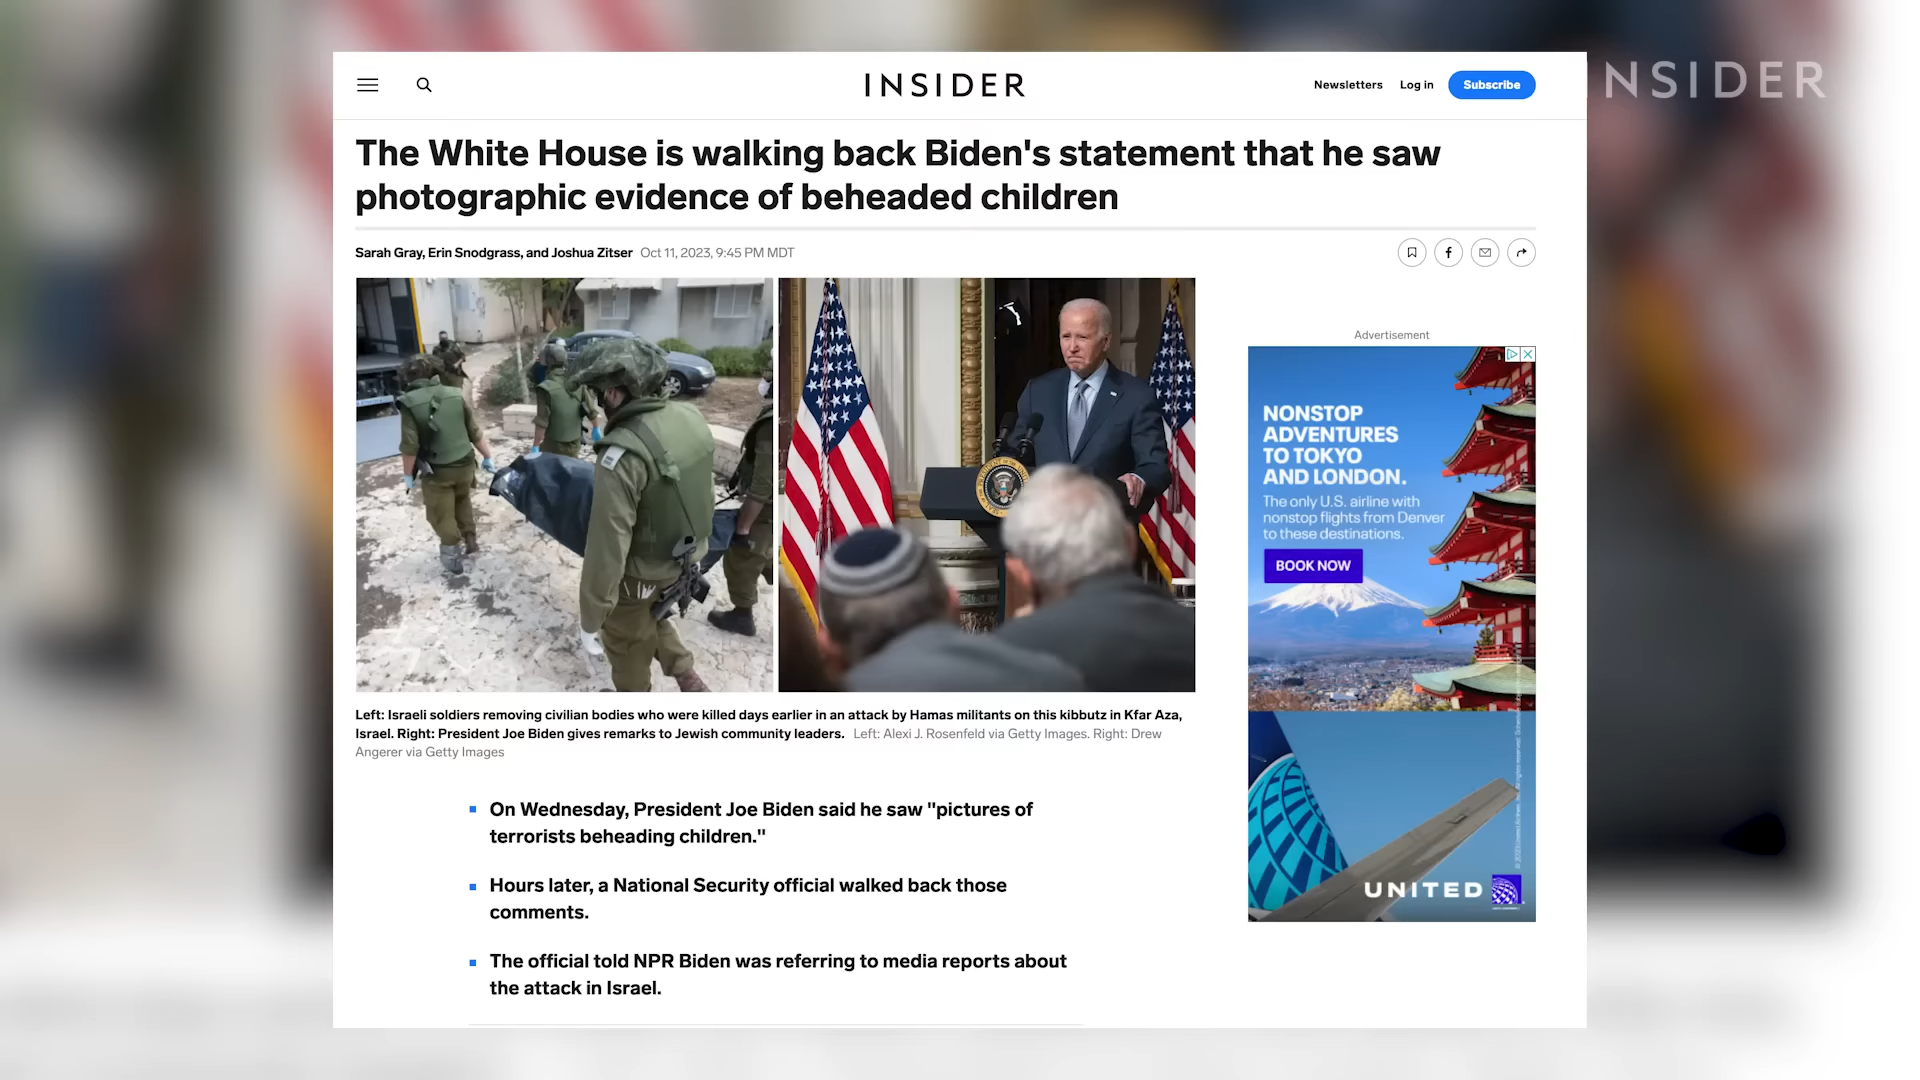 INSIDER
Newsletters
Log in
Subscribe
NSIDER
The White House is walking back Biden's statement that he saw
photographic evidence of beheaded children
Sarah Gray, Erin Snodgrass, and Joshua Zitser Oct 11, 2023, 9:45 PM MDT
Left: Israeli soldiers removing civilian bodies who were killed days earlier in an attack by Hamas militants on this kibbutz in Kfar Aza,
Israel. Right: President Joe Biden gives remarks to Jewish community leaders. Left: Alexi J. Rosenfeld via Getty Images. Right: Drew
Angerer via Getty Images
On Wednesday, President Joe Biden said he saw "pictures of
terrorists beheading children."
Hours later, a National Security official walked back those
comments.
The official told NPR Biden was referring to media reports about
the attack in Israel.
Advertisement
NONSTOP
ADVENTURES
TO TOKYO
AND LONDON.
The only U.S. airline with
nonstop flights from Denver
to these destinations.
BOOK NOW
UNITED